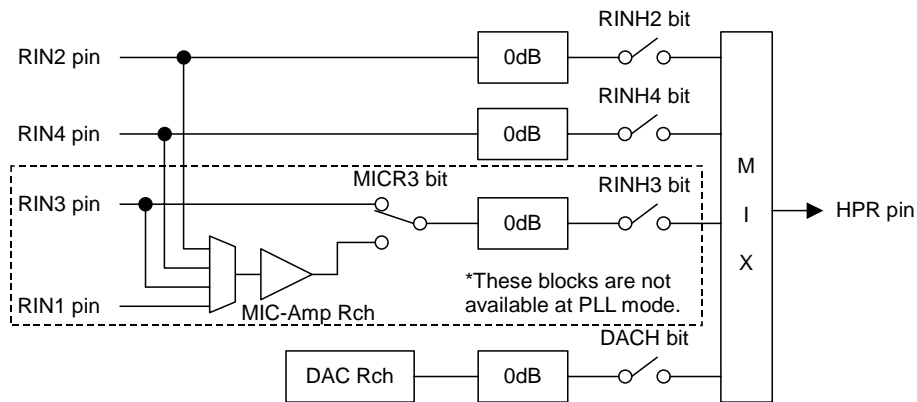 RINH2 bit
RIN2 pin
0dB
RINH4 bit
RIN4 pin
0dB
M
I
X
MICR3 bit
RINH3 bit
RIN3 pin
0dB
HPR pin
*These blocks are not
available at PLL mode.
RIN1 pin
MIC-Amp Rch
DACH bit
DAC Rch
0dB